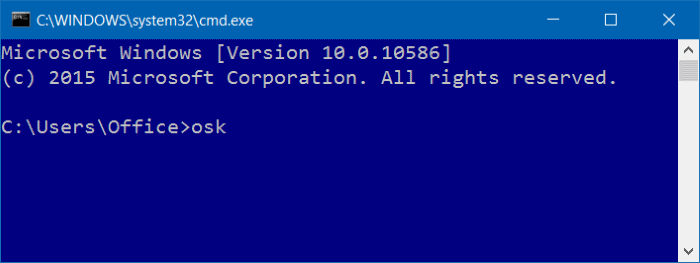 C:\WINDOWS\system32\cmd.exe
Microsoft Windows [Version 10.0.10586]
(c) 2015 Microsoft Corporation. All rights reserved.
C:\Users\Office>osk